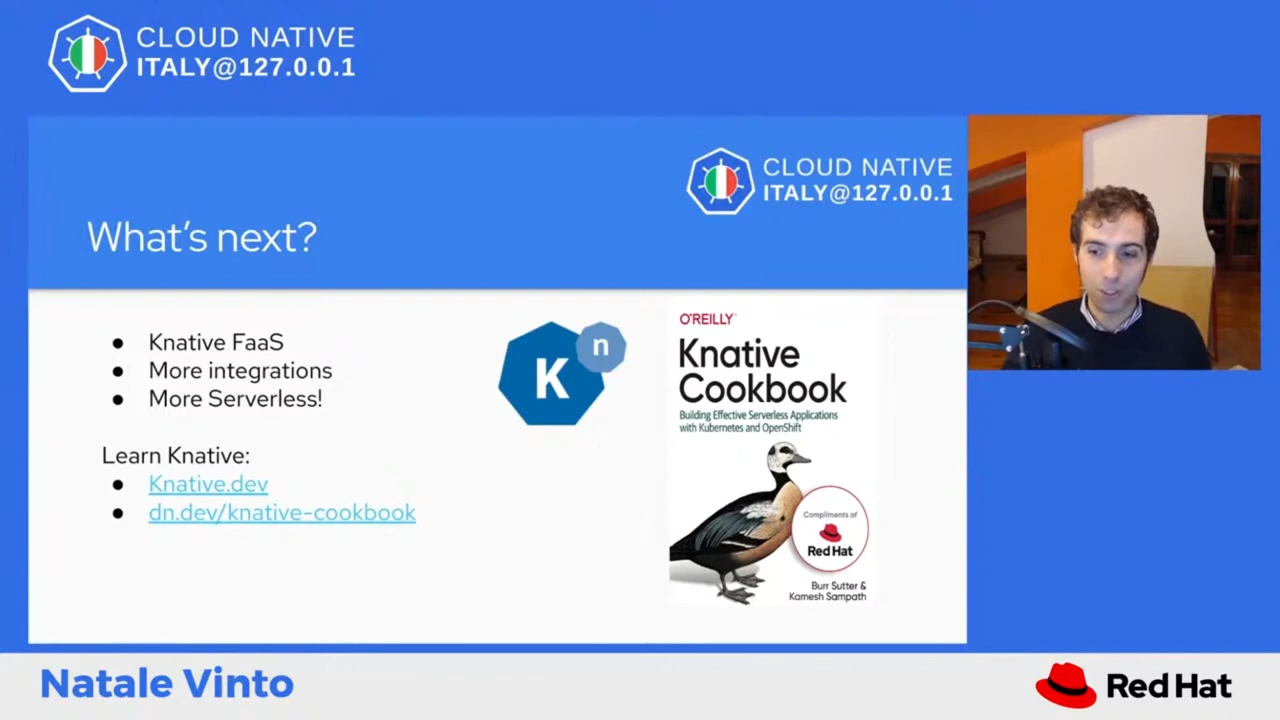 CLOUD NATIVE
ITALY@127.0.0.1
CLOUD NATIVE
ITALY@127.0.0.1
What's next?
● Knative FaaS
● More integrations
● More Serverless!
Learn Knative:
● Knative.dev
● dn.dev/knative-cookbook
K n
O'REILLY
Knative
Cookbook
Building Effective Serverless Applications
with Kubernetes and OpenShift
Compliments of
Red Hat
Burr Sutter &
Kamesh Sampath
Natale Vinto
Red Hat